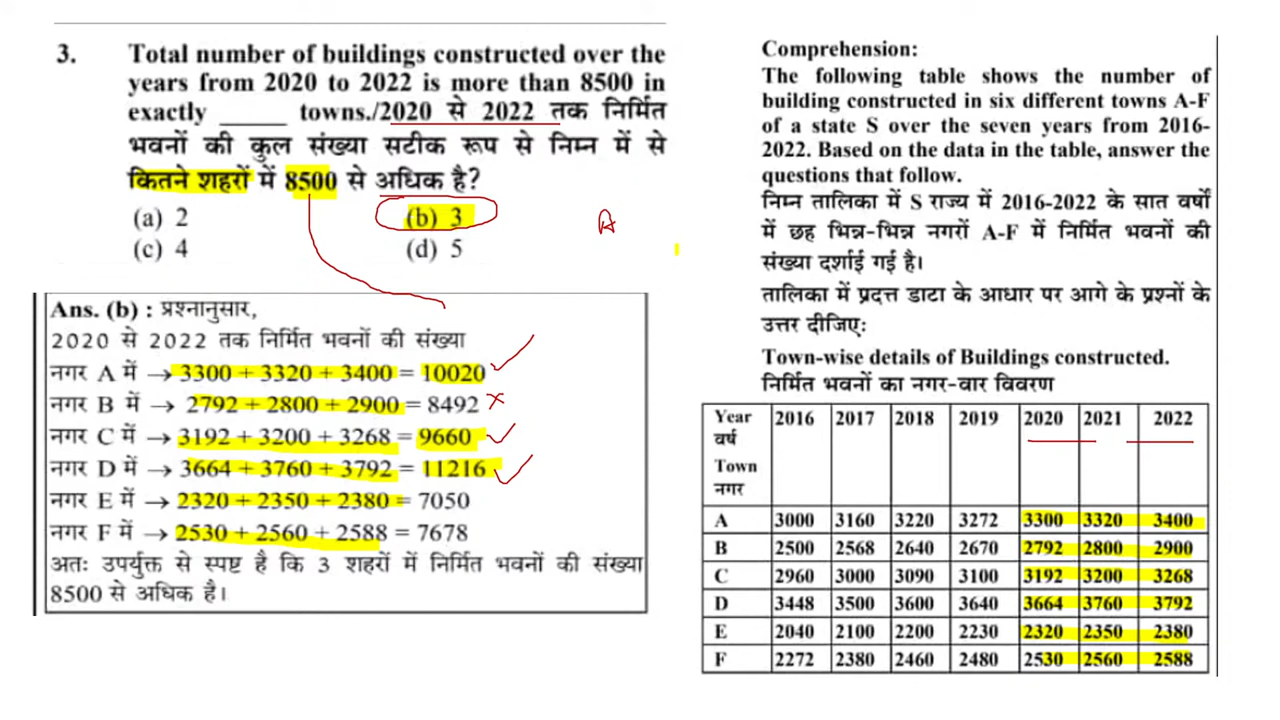 3. Total number of buildings constructed over the
years from 2020 to 2022 is more than 8500 in
exactly _____ towns./2020 से 2022 तक निर्मित
भवनों की कुल संख्या सटीक रूप से निम्न में से
कितने शहरों में 8500 से अधिक है?
(a) 2 (b) 3
(c) 4 (d) 5
A
Ans. (b) : प्रश्नानुसार,
2020 से 2022 तक निर्मित भवनों की संख्या
नगर A में → 3300 + 3320 + 3400 = 10020
नगर B में → 2792 + 2800 + 2900 = 8492
नगर C में → 3192 + 3200 + 3268 = 9660
नगर D में → 3664 + 3760 + 3792 = 11216
नगर E में → 2320 + 2350 + 2380 = 7050
नगर F में → 2530 + 2560 + 2588 = 7678
अतः उपर्युक्त से स्पष्ट है कि 3 शहरों में निर्मित भवनों की संख्या
8500 से अधिक है।
Comprehension:
The following table shows the number of
building constructed in six different towns A-F
of a state S over the seven years from 2016-
2022. Based on the data in the table, answer the
questions that follow.
निम्न तालिका में S राज्य में 2016-2022 के सात वर्षों
में छह भिन्न-भिन्न नगरों A-F में निर्मित भवनों की
संख्या दर्शाई गई है।
तालिका में प्रदत्त डाटा के आधार पर आगे के प्रश्नों के
उत्तर दीजिए:
Town-wise details of Buildings constructed.
निर्मित भवनों का नगर-वार विवरण
Year 2016 2017 2018 2019 2020 2021 2022
वर्ष
Town
नगर
A 3000 3160 3220 3272 3300 3320 3400
B 2500 2568 2640 2670 2792 2800 2900
C 2960 3000 3090 3100 3192 3200 3268
D 3448 3500 3600 3640 3664 3760 3792
E 2040 2100 2200 2230 2320 2350 2380
F 2272 2380 2460 2480 2530 2560 2588